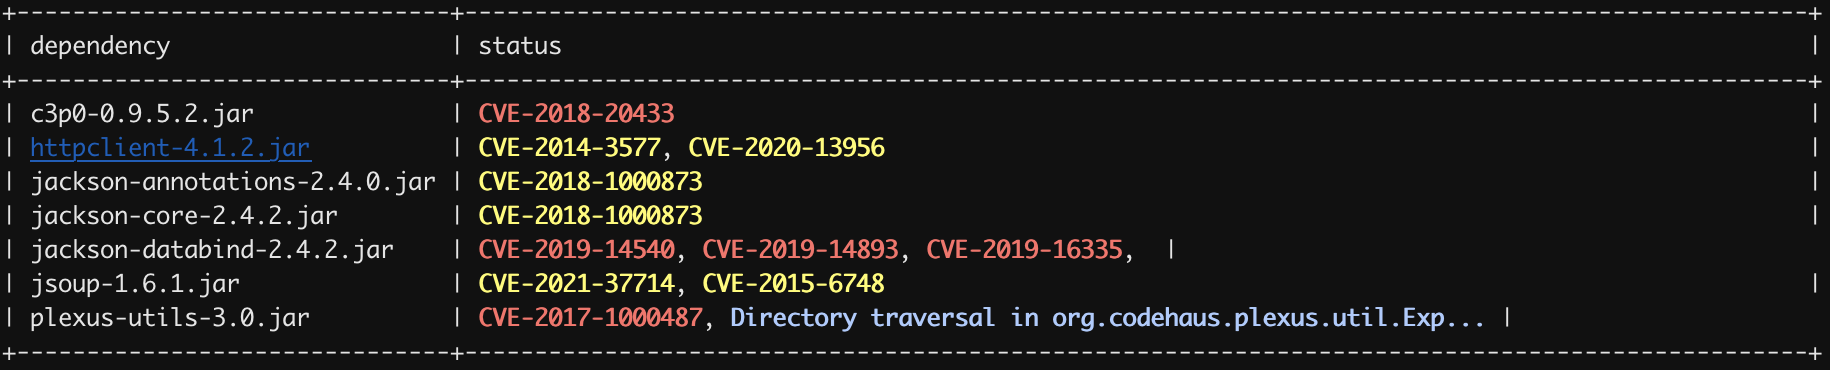 +-------------------------------+------------------------------------------------------------------------------------------------+
| dependency                    | status                                                                                         |
+-------------------------------+------------------------------------------------------------------------------------------------+
| c3p0-0.9.5.2.jar              | CVE-2018-20433                                                                                 |
| httpclient-4.1.2.jar          | CVE-2014-3577, CVE-2020-13956                                                                  |
| jackson-annotations-2.4.0.jar | CVE-2018-1000873                                                                               |
| jackson-core-2.4.2.jar        | CVE-2018-1000873                                                                               |
| jackson-databind-2.4.2.jar    | CVE-2019-14540, CVE-2019-14893, CVE-2019-16335,  |
| jsoup-1.6.1.jar               | CVE-2021-37714, CVE-2015-6748                                                                  |
| plexus-utils-3.0.jar          | CVE-2017-1000487, Directory traversal in org.codehaus.plexus.util.Exp... |
+-------------------------------+------------------------------------------------------------------------------------------------+